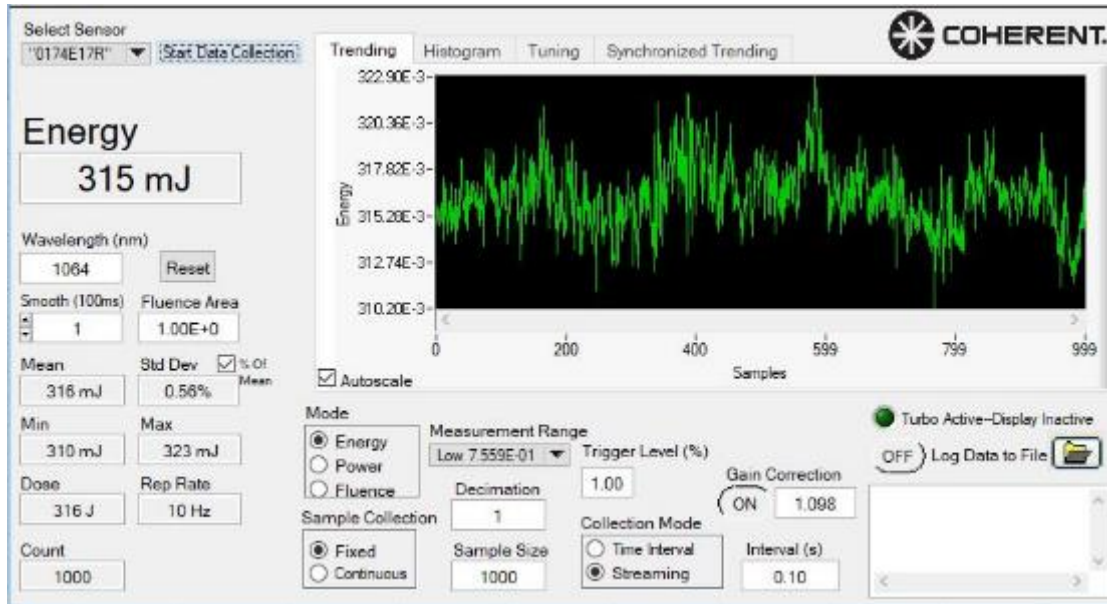 Select Sensor
"0174E17R"
Start Data Collection
COHERENT.
Trending
Histogram
Tuning
Synchronized Trending
Energy
315 mJ
Energy
322.90E-3
320.36E-3
317.82E-3
315.28E-3
312.74E-3
310.20E-3
0
200
400
599
799
999
Samples
Autoscale
Wavelength (nm)
1064
Reset
Smooth (100ms)
Fluence Area
1
1.00E+0
Mean
Std Dev
% Of
Mean
316 mJ
0.56%
Min
Max
310 mJ
323 mJ
Dose
Rep Rate
316 J
10 Hz
Count
1000
Mode
Energy
Power
Fluence
Measurement Range
Low 7.559E-01
Trigger Level (%)
1.00
Decimation
1
Gain Correction
ON
1.098
Sample Collection
Fixed
Continuous
Sample Size
1000
Collection Mode
Time Interval
Streaming
Interval (s)
0.10
Turbo Active--Display Inactive
OFF
Log Data to File